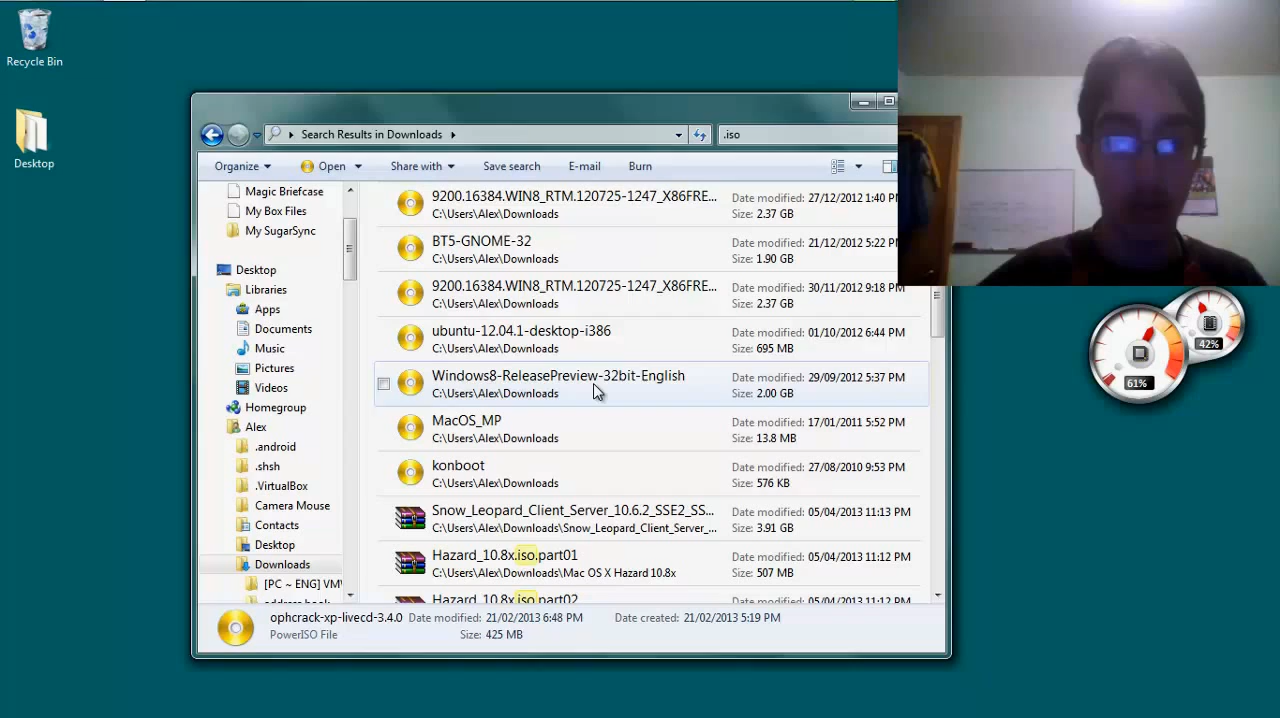 Recycle Bin
Desktop
Search Results in Downloads
.iso
Organize
Open
Share with
Save search
E-mail
Burn
Magic Briefcase
My Box Files
My SugarSync
Desktop
Libraries
Apps
Documents
Music
Pictures
Videos
Homegroup
Alex
.android
.shsh
.VirtualBox
Camera Mouse
Contacts
Desktop
Downloads
[PC ~ ENG] VMV
9200.16384.WIN8_RTM.120725-1247_X86FRE... Date modified: 27/12/2012 1:40 P
C:\Users\Alex\Downloads Size: 2.37 GB
BT5-GNOME-32 Date modified: 21/12/2012 5:22 P
C:\Users\Alex\Downloads Size: 1.90 GB
9200.16384.WIN8_RTM.120725-1247_X86FRE... Date modified: 30/11/2012 9:18 PM
C:\Users\Alex\Downloads Size: 2.37 GB
ubuntu-12.04.1-desktop-i386 Date modified: 01/10/2012 6:44 PM
C:\Users\Alex\Downloads Size: 695 MB
Windows8-ReleasePreview-32bit-English Date modified: 29/09/2012 5:37 PM
C:\Users\Alex\Downloads Size: 2.00 GB
MacOS_MP Date modified: 17/01/2011 5:52 PM
C:\Users\Alex\Downloads Size: 13.8 MB
konboot Date modified: 27/08/2010 9:53 PM
C:\Users\Alex\Downloads Size: 576 KB
Snow_Leopard_Client_Server_10.6.2_SSE2_SS... Date modified: 05/04/2013 11:13 PM
C:\Users\Alex\Downloads\Snow_Leopard_Client_Server_... Size: 3.91 GB
Hazard_10.8x.iso.part01 Date modified: 05/04/2013 11:12 PM
C:\Users\Alex\Downloads\Mac OS X Hazard 10.8x Size: 507 MB
Hazard_10.8x.iso.part02 Date modified: 05/04/2013 11:12 PM
ophcrack-xp-livecd-3.4.0 Date modified: 21/02/2013 6:48 PM Date created: 21/02/2013 5:19 PM
PowerISO File Size: 425 MB
42%
61%